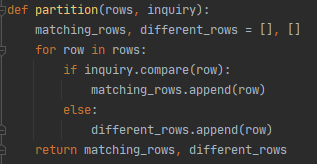 def partition(rows, inquiry):
    matching_rows, different_rows = [], []
    for row in rows:
        if inquiry.compare(row):
            matching_rows.append(row)
        else:
            different_rows.append(row)
    return matching_rows, different_rows